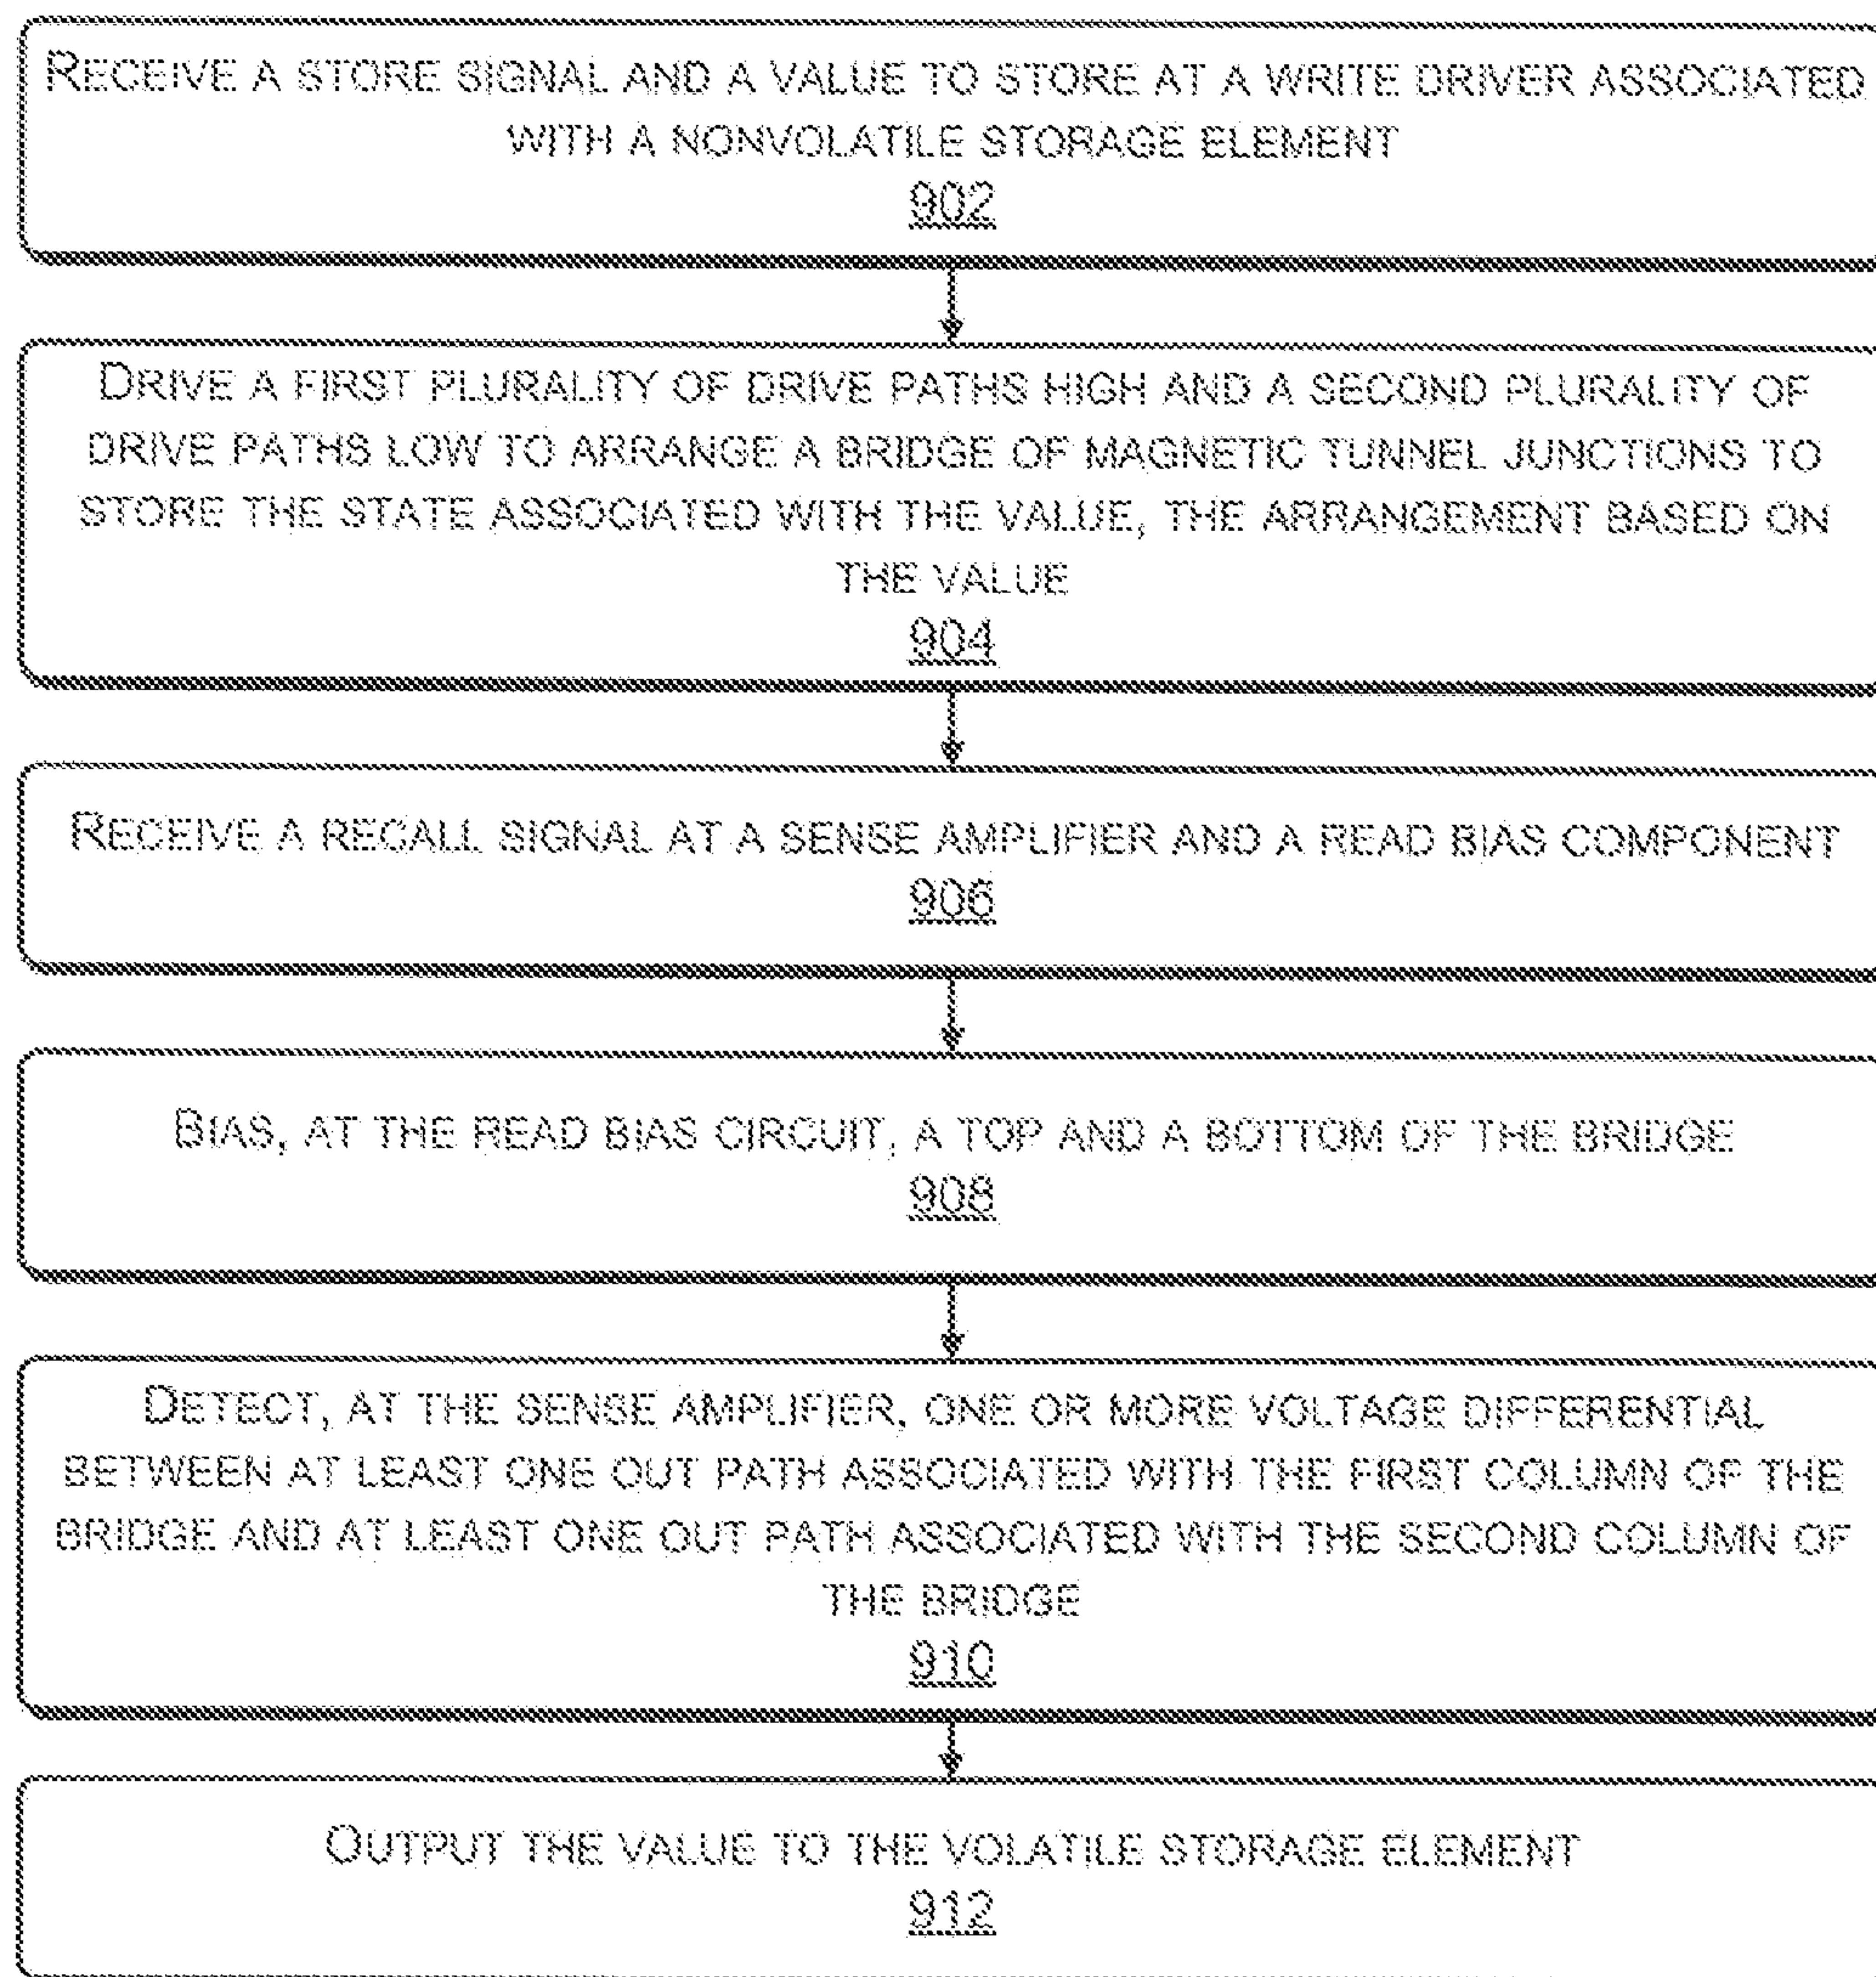 RECEIVE A STORE SIGNAL AND A VALUE TO STORE AT A WRITE DRIVER ASSOCIATED
WITH A NONVOLATILE STORAGE ELEMENT
902
DRIVE A FIRST PLURALITY OF DRIVE PATHS HIGH AND A SECOND PLURALITY OF
DRIVE PATHS LOW TO ARRANGE A BRIDGE OF MAGNETIC TUNNEL JUNCTIONS TO
STORE THE STATE ASSOCIATED WITH THE VALUE, THE ARRANGEMENT BASED ON
THE VALUE
904
RECEIVE A RECALL SIGNAL AT A SENSE AMPLIFIER AND A READ BIAS COMPONENT
906
BIAS, AT THE READ BIAS CIRCUIT, A TOP AND A BOTTOM OF THE BRIDGE
908
DETECT, AT THE SENSE AMPLIFIER, ONE OR MORE VOLTAGE DIFFERENTIAL
BETWEEN AT LEAST ONE OUT PATH ASSOCIATED WITH THE FIRST COLUMN OF THE
BRIDGE AND AT LEAST ONE OUT PATH ASSOCIATED WITH THE SECOND COLUMN OF
THE BRIDGE
910
OUTPUT THE VALUE TO THE VOLATILE STORAGE ELEMENT
912